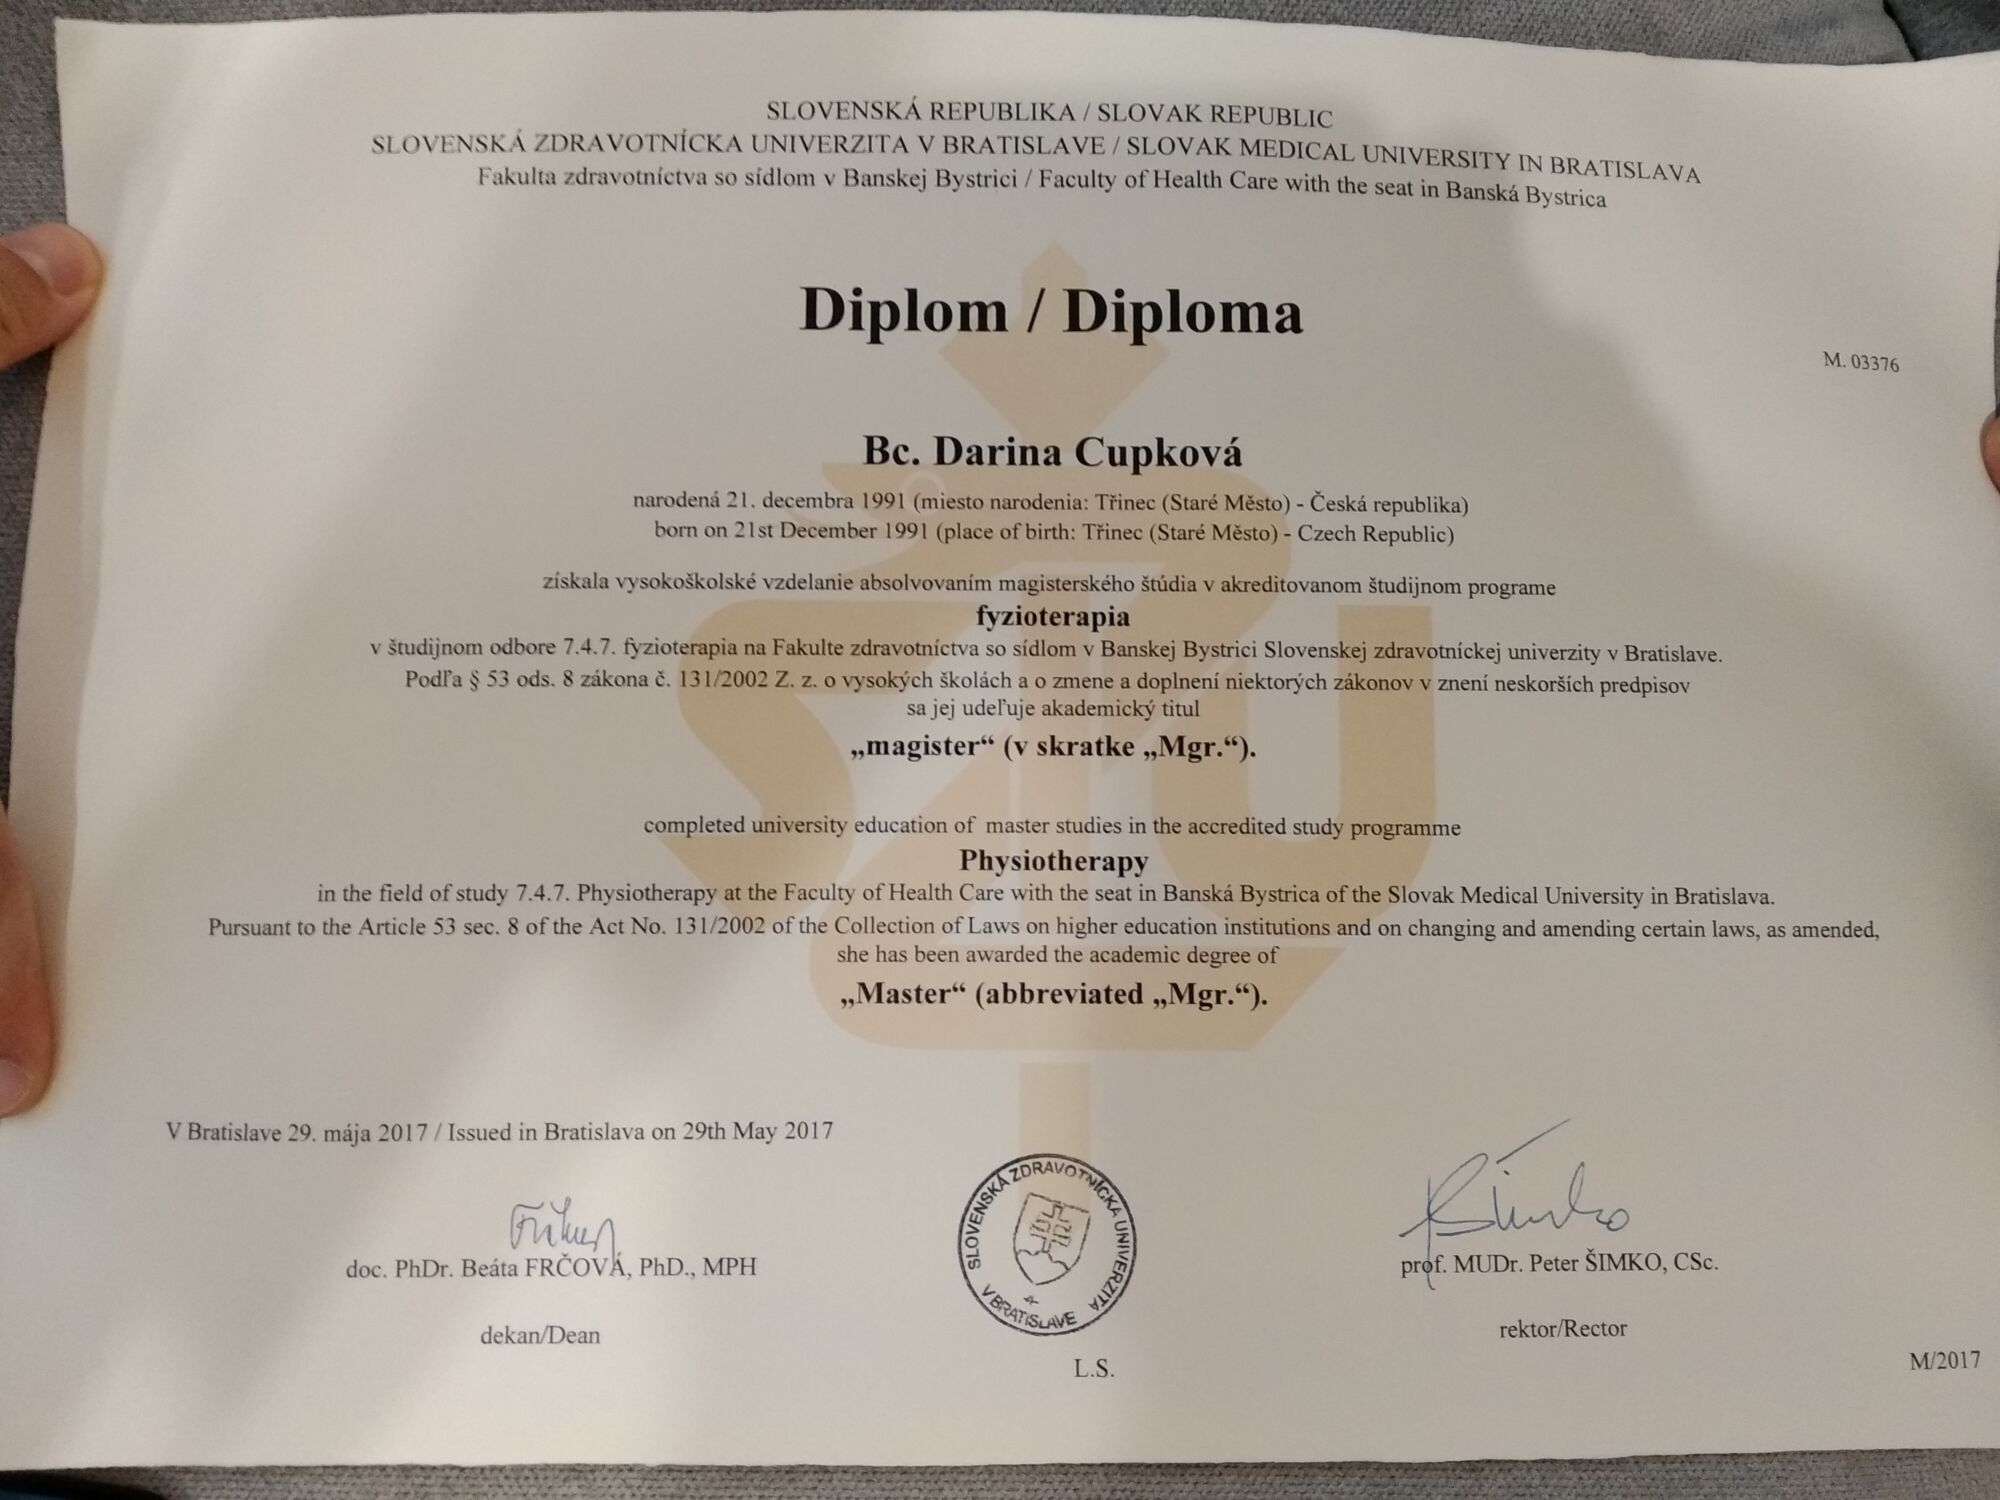 SLOVENSKÁ REPUBLIKA / SLOVAK REPUBLIC
SLOVENSKÁ ZDRAVOTNÍCKA UNIVERZITA V BRATISLAVE / SLOVAK MEDICAL UNIVERSITY IN BRATISLAVA
Fakulta zdravotníctva so sídlom v Banskej Bystrici / Faculty of Health Care with the seat in Banská Bystrica
Diplom / Diploma
M. 03376
Bc. Darina Cupková
narodená 21. decembra 1991 (miesto narodenia: Třinec (Staré Město) - Česká republika)
born on 21st December 1991 (place of birth: Třinec (Staré Město) - Czech Republic)
získala vysokoškolské vzdelanie absolvovaním magisterského štúdia v akreditovanom študijnom programe
fyzioterapia
v študijnom odbore 7.4.7. fyzioterapia na Fakulte zdravotníctva so sídlom v Banskej Bystrici Slovenskej zdravotníckej univerzity v Bratislave.
Podľa § 53 ods. 8 zákona č. 131/2002 Z. z. o vysokých školách a o zmene a doplnení niektorých zákonov v znení neskorších predpisov
sa jej udeľuje akademický titul
„magister“ (v skratke „Mgr.“).
completed university education of master studies in the accredited study programme
Physiotherapy
in the field of study 7.4.7. Physiotherapy at the Faculty of Health Care with the seat in Banská Bystrica of the Slovak Medical University in Bratislava.
Pursuant to the Article 53 sec. 8 of the Act No. 131/2002 of the Collection of Laws on higher education institutions and on changing and amending certain laws, as amended,
she has been awarded the academic degree of
„Master“ (abbreviated „Mgr.“).
V Bratislave 29. mája 2017 / Issued in Bratislava on 29th May 2017
doc. PhDr. Beáta FRČOVÁ, PhD., MPH
dekan/Dean
SLOVENSKÁ ZDRAVOTNÍCKA UNIVERZITA
V BRATISLAVE
L.S.
prof. MUDr. Peter ŠIMKO, CSc.
rektor/Rector
M/2017